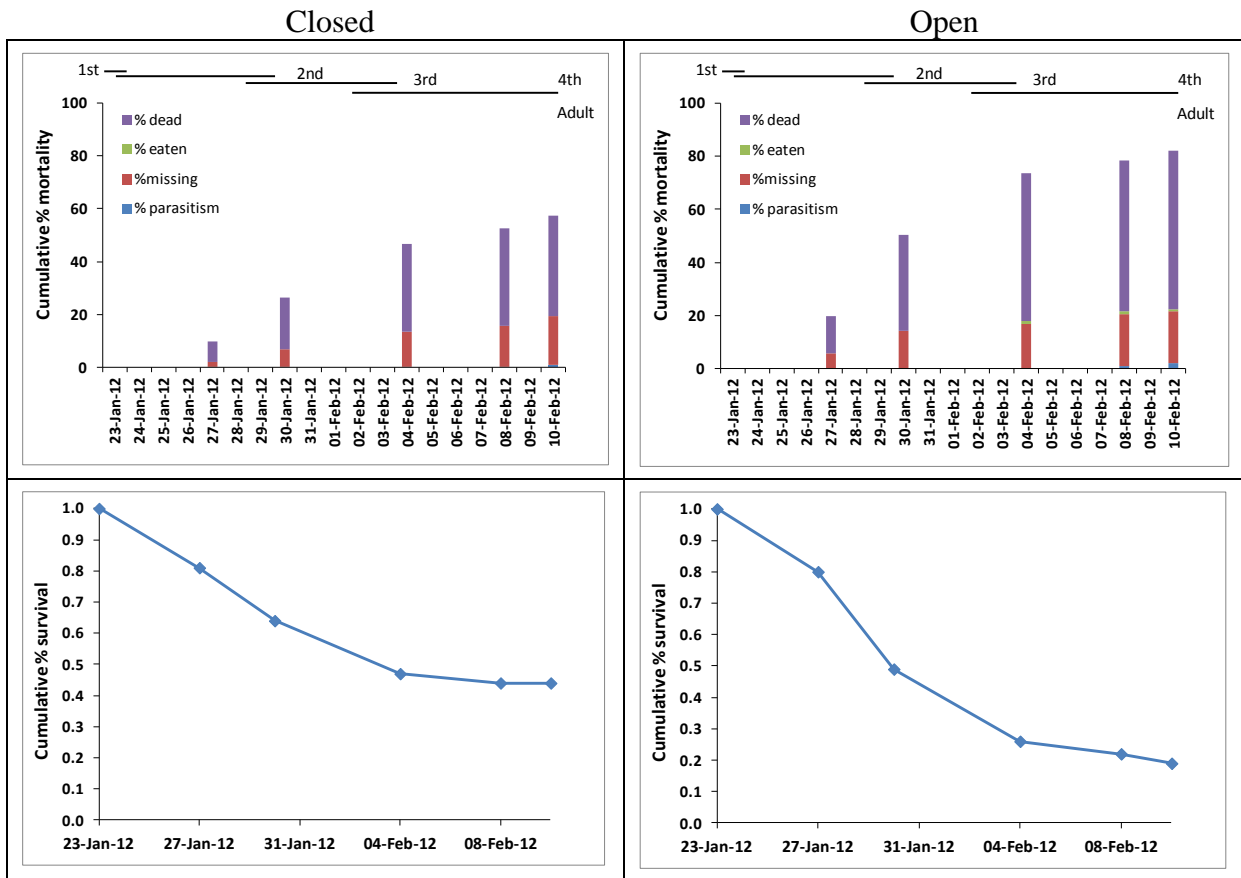 Closed
Open
1st
2nd
3rd
4th
Adult
Cumulative % mortality
100
80
60
40
20
0
% dead
% eaten
%missing
% parasitism
23-Jan-12
24-Jan-12
25-Jan-12
26-Jan-12
27-Jan-12
28-Jan-12
29-Jan-12
30-Jan-12
31-Jan-12
01-Feb-12
02-Feb-12
03-Feb-12
04-Feb-12
05-Feb-12
06-Feb-12
07-Feb-12
08-Feb-12
09-Feb-12
10-Feb-12
1st
2nd
3rd
4th
Adult
Cumulative % mortality
100
80
60
40
20
0
% dead
% eaten
%missing
% parasitism
23-Jan-12
24-Jan-12
25-Jan-12
26-Jan-12
27-Jan-12
28-Jan-12
29-Jan-12
30-Jan-12
31-Jan-12
01-Feb-12
02-Feb-12
03-Feb-12
04-Feb-12
05-Feb-12
06-Feb-12
07-Feb-12
08-Feb-12
09-Feb-12
10-Feb-12
Cumulative % survival
1.0
0.9
0.8
0.7
0.6
0.5
0.4
0.3
0.2
0.1
0.0
23-Jan-12 27-Jan-12 31-Jan-12 04-Feb-12 08-Feb-12
Cumulative % survival
1.0
0.9
0.8
0.7
0.6
0.5
0.4
0.3
0.2
0.1
0.0
23-Jan-12 27-Jan-12 31-Jan-12 04-Feb-12 08-Feb-12